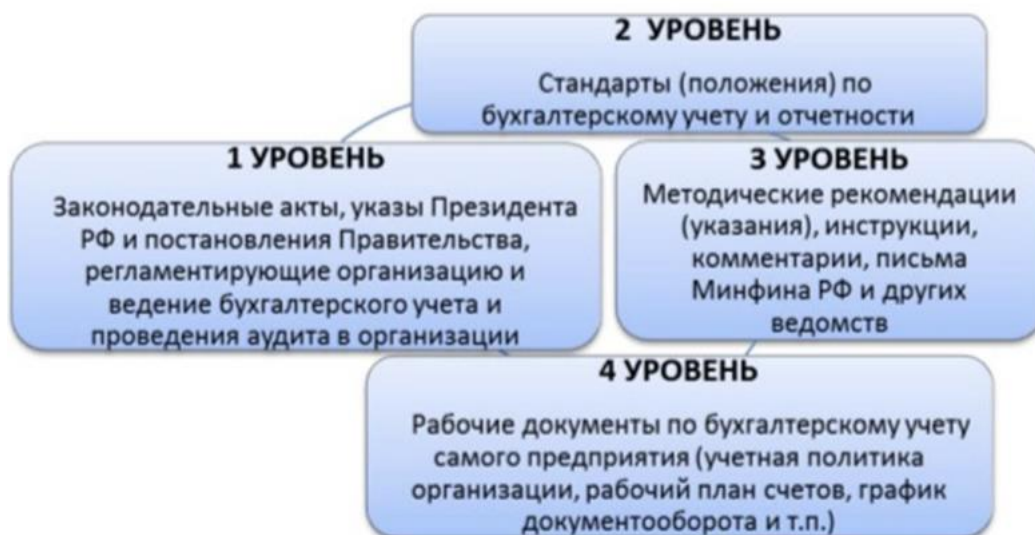 2 УРОВЕНЬ
Стандарты (положения) по
бухгалтерскому учету и отчетности
1 УРОВЕНЬ
Законодательные акты, указы Президента
РФ и постановления Правительства,
регламентирующие организацию и
ведение бухгалтерского учета и
проведения аудита в организации
3 УРОВЕНЬ
Методические рекомендации
(указания), инструкции,
комментарии, письма
Минфина РФ и других
ведомств
4 УРОВЕНЬ
Рабочие документы по бухгалтерскому учету
самого предприятия (учетная политика
организации, рабочий план счетов, график
документооборота и т.п.)